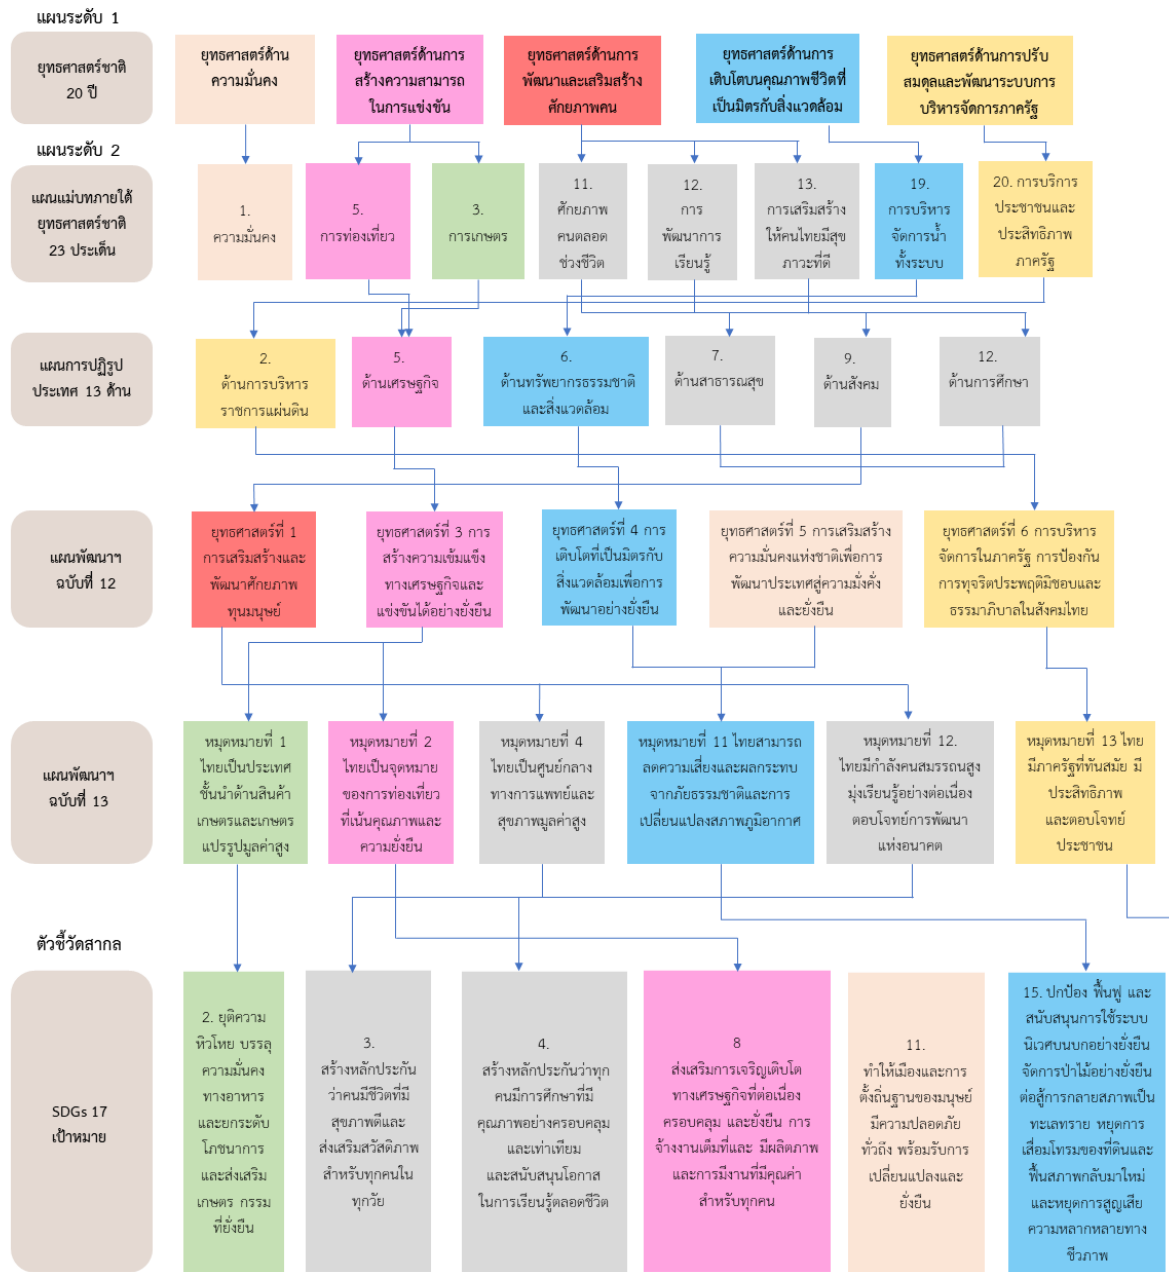 แผนระดับ 1
ยุทธศาสตร์ชาติ
20 ปี
ยุทธศาสตร์ด้าน
ความมั่นคง
ยุทธศาสตร์ด้านการ
สร้างความสามารถ
ในการแข่งขัน
ยุทธศาสตร์ด้านการ
พัฒนาและเสริมสร้าง
ศักยภาพคน
ยุทธศาสตร์ด้านการ
เติบโตบนคุณภาพชีวิตที่
เป็นมิตรกับสิ่งแวดล้อม
ยุทธศาสตร์ด้านการปรับ
สมดุลและพัฒนาระบบการ
บริหารจัดการภาครัฐ
แผนระดับ 2
แผนแม่บทภายใต้
ยุทธศาสตร์ชาติ
23 ประเด็น
1.
ความมั่นคง
5.
การท่องเที่ยว
3.
การเกษตร
11.
ศักยภาพ
คนตลอด
ช่วงชีวิต
12.
การ
พัฒนาการ
เรียนรู้
13.
การเสริมสร้าง
ให้คนไทยมีสุข
ภาวะที่ดี
19.
การบริหาร
จัดการน้ำ
ทั้งระบบ
20. การบริการ
ประชาชนและ
ประสิทธิภาพ
ภาครัฐ
แผนการปฏิรูป
ประเทศ 13 ด้าน
2.
ด้านการบริหาร
ราชการแผ่นดิน
5.
ด้านเศรษฐกิจ
6.
ด้านทรัพยากรธรรมชาติ
และสิ่งแวดล้อม
7.
ด้านสาธารณสุข
9.
ด้านสังคม
12.
ด้านการศึกษา
แผนพัฒนาฯ
ฉบับที่ 12
ยุทธศาสตร์ที่ 1
การเสริมสร้างและ
พัฒนาศักยภาพ
ทุนมนุษย์
ยุทธศาสตร์ที่ 3 การ
สร้างความเข้มแข็ง
ทางเศรษฐกิจและ
แข่งขันได้อย่างยั่งยืน
ยุทธศาสตร์ที่ 4 การ
เติบโตที่เป็นมิตรกับ
สิ่งแวดล้อมเพื่อการ
พัฒนาอย่างยั่งยืน
ยุทธศาสตร์ที่ 5 การเสริมสร้าง
ความมั่นคงแห่งชาติเพื่อการ
พัฒนาประเทศสู่ความมั่งคั่ง
และยั่งยืน
ยุทธศาสตร์ที่ 6 การบริหาร
จัดการในภาครัฐ การป้องกัน
การทุจริตประพฤติมิชอบและ
ธรรมาภิบาลในสังคมไทย
แผนพัฒนาฯ
ฉบับที่ 13
หมุดหมายที่ 1
ไทยเป็นประเทศ
ชั้นนำด้านสินค้า
เกษตรและเกษตร
แปรรูปมูลค่าสูง
หมุดหมายที่ 2
ไทยเป็นจุดหมาย
ของการท่องเที่ยว
ที่เน้นคุณภาพและ
ความยั่งยืน
หมุดหมายที่ 4
ไทยเป็นศูนย์กลาง
ทางการแพทย์และ
สุขภาพมูลค่าสูง
หมุดหมายที่ 11 ไทยสามารถ
ลดความเสี่ยงและผลกระทบ
จากภัยธรรมชาติและการ
เปลี่ยนแปลงสภาพภูมิอากาศ
หมุดหมายที่ 12.
ไทยมีกำลังคนสมรรถนสูง
มุ่งเรียนรู้อย่างต่อเนื่อง
ตอบโจทย์การพัฒนา
แห่งอนาคต
หมุดหมายที่ 13 ไทย
มีภาครัฐที่ทันสมัย มี
ประสิทธิภาพ
และตอบโจทย์
ประชาชน
ตัวชี้วัดสากล
SDGs 17
เป้าหมาย
2. ยุติความ
หิวโหย บรรลุ
ความมั่นคง
ทางอาหาร
และยกระดับ
โภชนาการ
และส่งเสริม
เกษตร กรรม
ที่ยั่งยืน
3.
สร้างหลักประกัน
ว่าคนมีชีวิตที่มี
สุขภาพดีและ
ส่งเสริมสวัสดิภาพ
สำหรับทุกคนใน
ทุกวัย
4.
สร้างหลักประกันว่าทุก
คนมีการศึกษาที่มี
คุณภาพอย่างครอบคลุม
และเท่าเทียม
และสนับสนุนโอกาส
ในการเรียนรู้ตลอดชีวิต
8
ส่งเสริมการเจริญเติบโต
ทางเศรษฐกิจที่ต่อเนื่อง
ครอบคลุม และยั่งยืน การ
จ้างงานเต็มที่และ มีผลิตภาพ
และการมีงานที่มีคุณค่า
สำหรับทุกคน
11.
ทำให้เมืองและการ
ตั้งถิ่นฐานของมนุษย์
มีความปลอดภัย
ทั่วถึง พร้อมรับการ
เปลี่ยนแปลงและ
ยั่งยืน
15. ปกป้อง ฟื้นฟู และ
สนับสนุนการใช้ระบบ
นิเวศบนบกอย่างยั่งยืน
จัดการป่าไม้อย่างยั่งยืน
ต่อสู้การกลายสภาพเป็น
ทะเลทราย หยุดการ
เสื่อมโทรมของที่ดินและ
ฟื้นสภาพกลับมาใหม่
และหยุดการสูญเสีย
ความหลากหลายทาง
ชีวภาพ